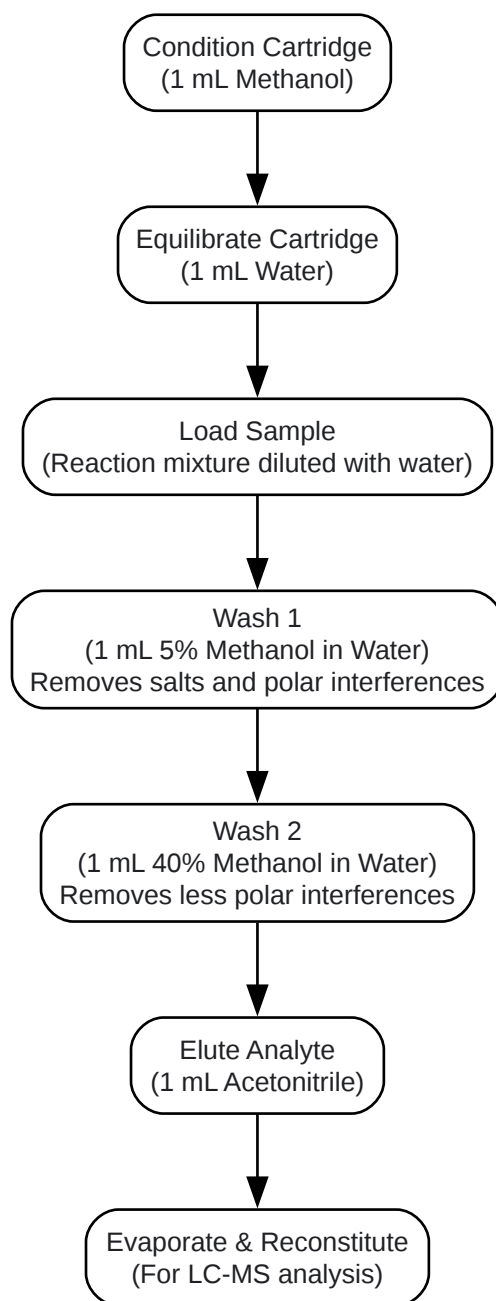 Condition Cartridge
(1 mL Methanol)
Equilibrate Cartridge
(1 mL Water)
Load Sample
(Reaction mixture diluted with water)
Wash 1
(1 mL 5% Methanol in Water)
Removes salts and polar interferences
Wash 2
(1 mL 40% Methanol in Water)
Removes less polar interferences
Elute Analyte
(1 mL Acetonitrile)
Evaporate & Reconstitute
(For LC-MS analysis)